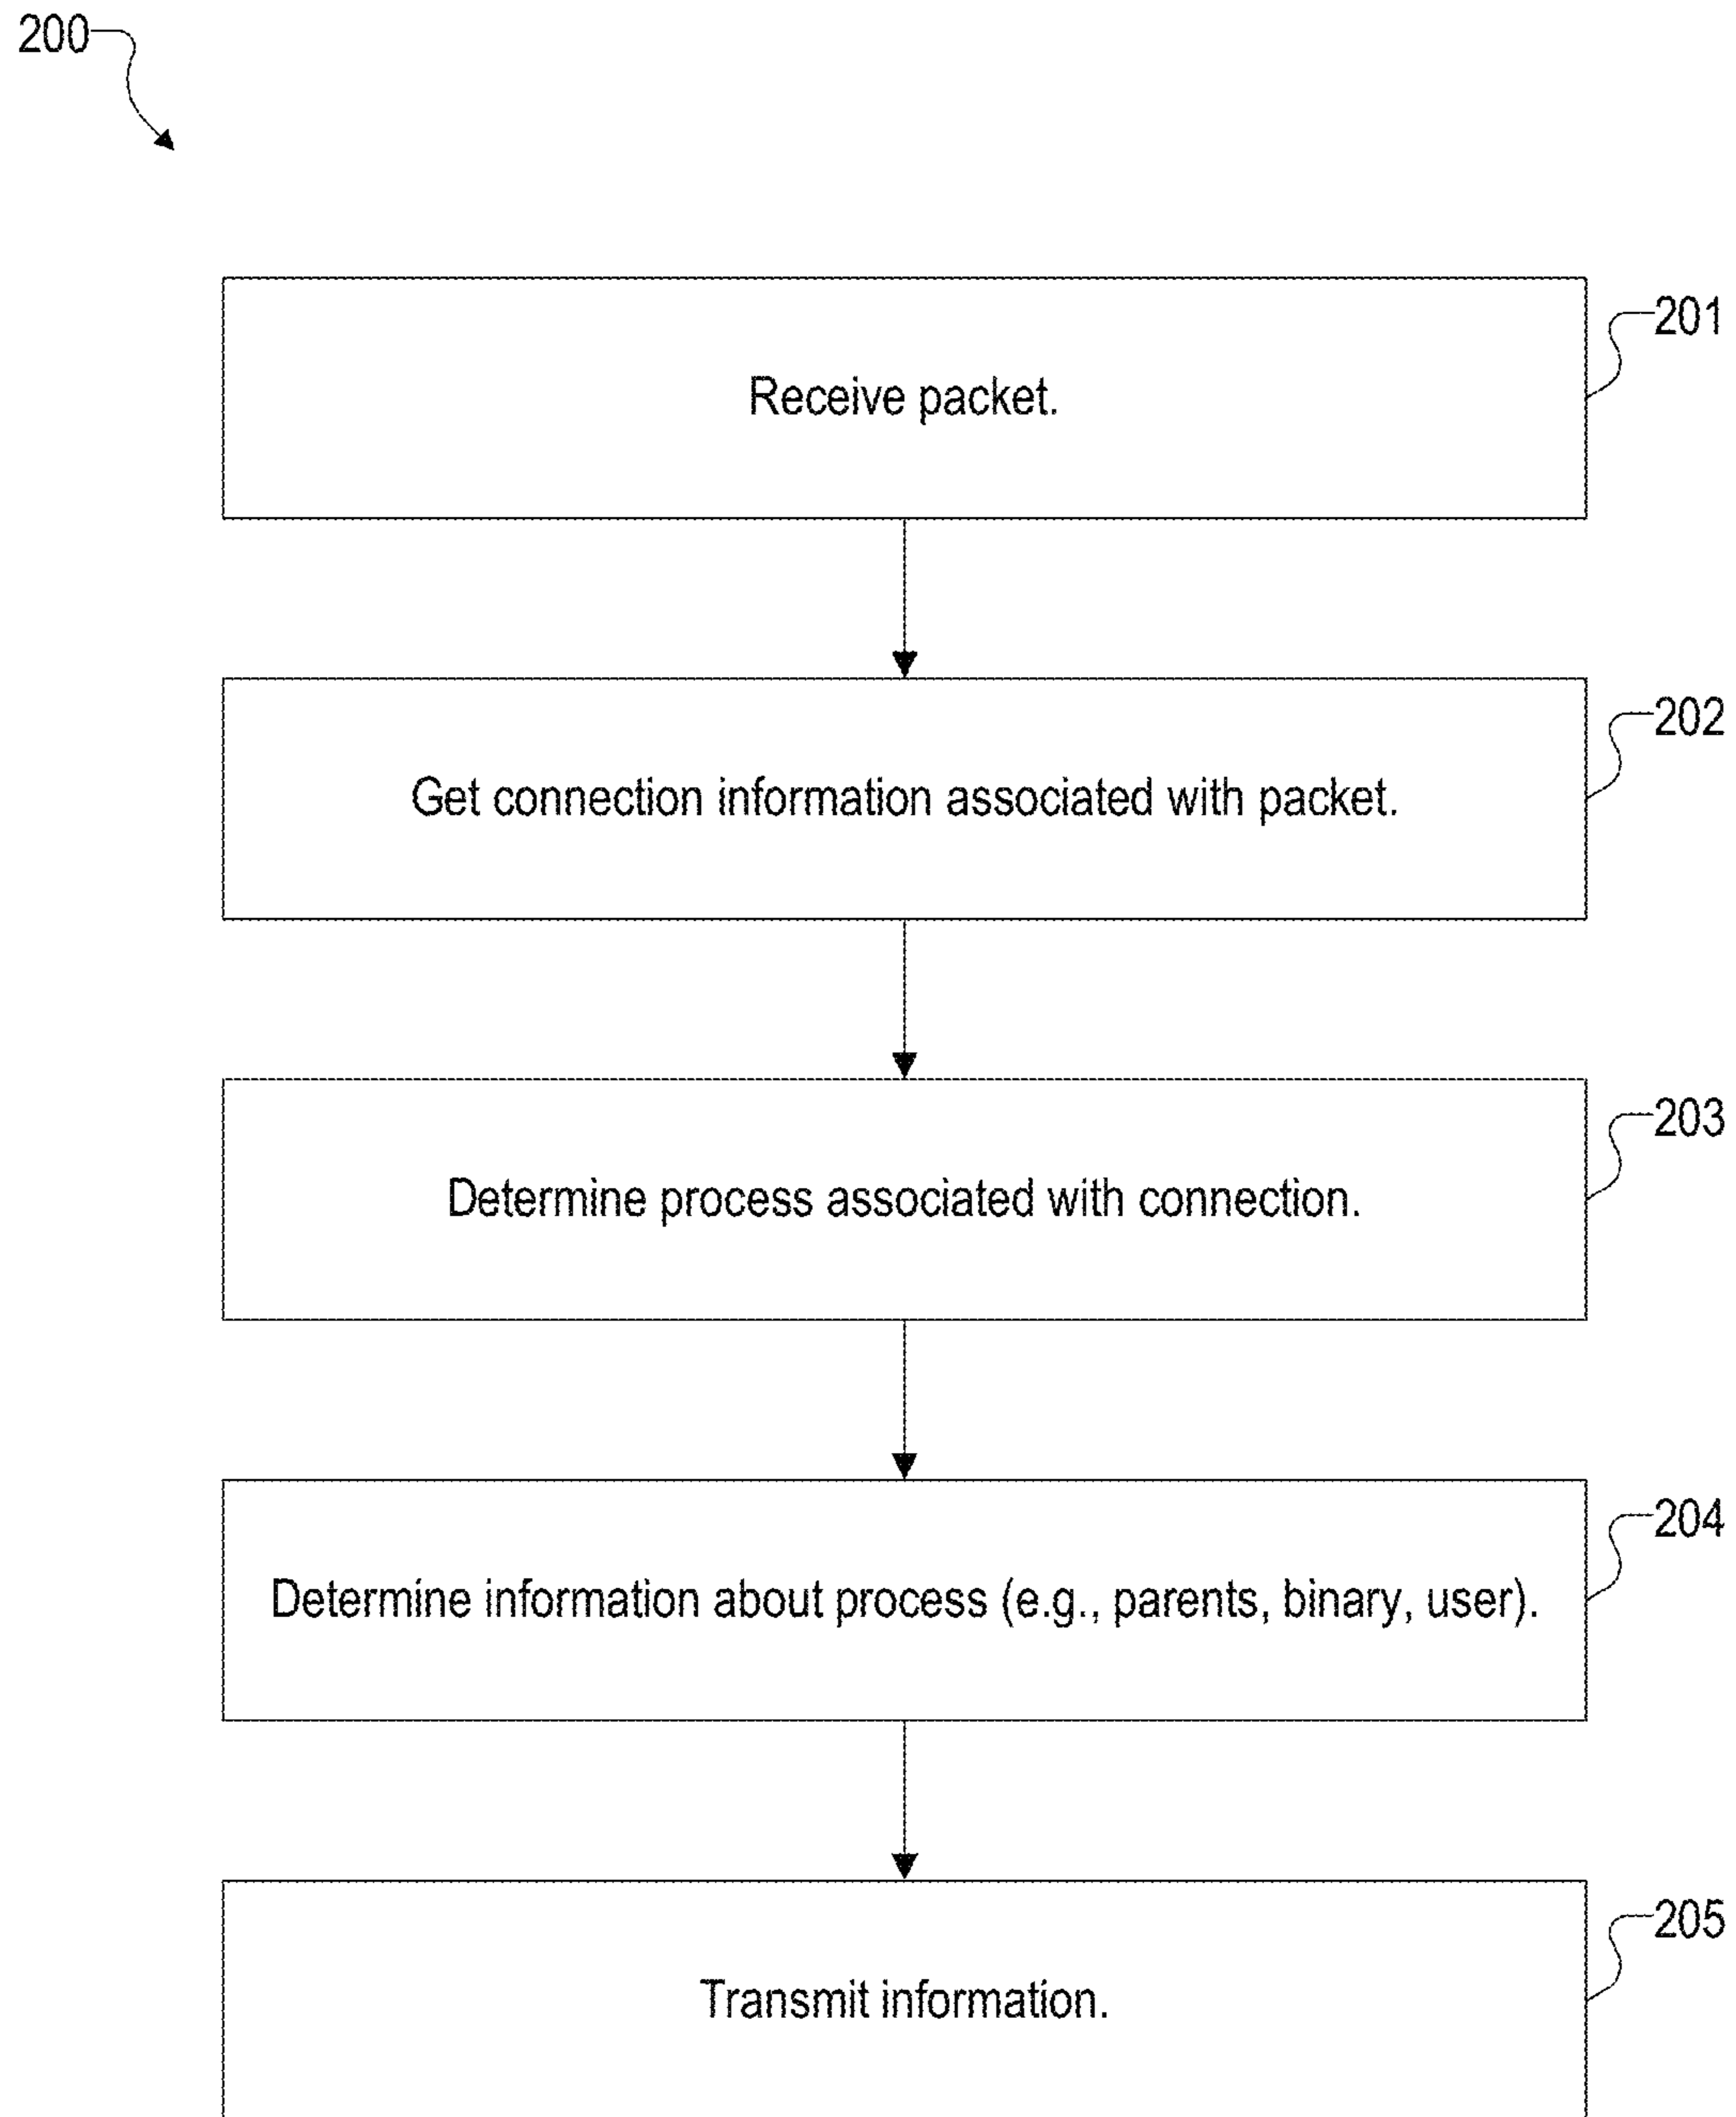 200
201
Receive packet.
202
Get connection information associated with packet.
203
Determine process associated with connection.
204
Determine information about process (e.g., parents, binary, user).
205
Transmit information.